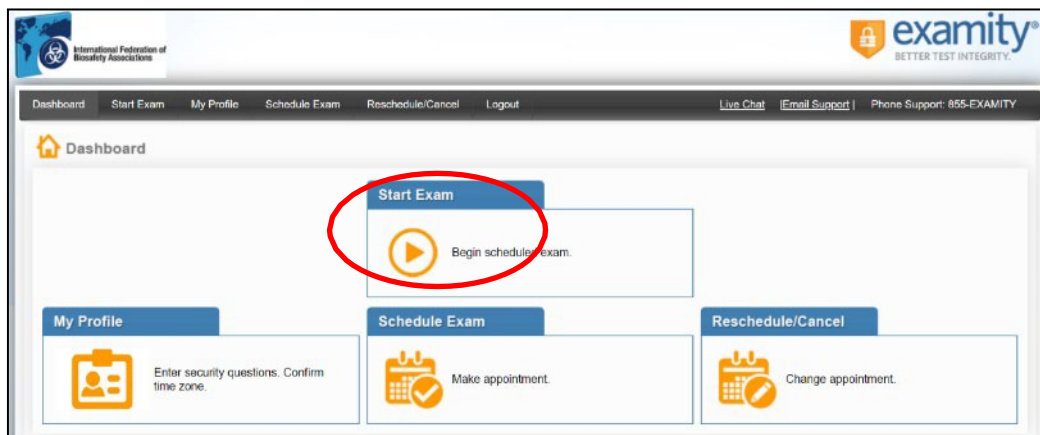 International Federation of
Biosafety Associations
examity®
BETTER TEST INTEGRITY.
Dashboard Start Exam My Profile Schedule Exam Reschedule/Cancel Logout Live Chat |Email Support | Phone Support: 855-EXAMITY
Dashboard
Start Exam
Begin scheduled exam.
My Profile Schedule Exam Reschedule/Cancel
Enter security questions. Confirm
time zone.
Make appointment.
Change appointment.